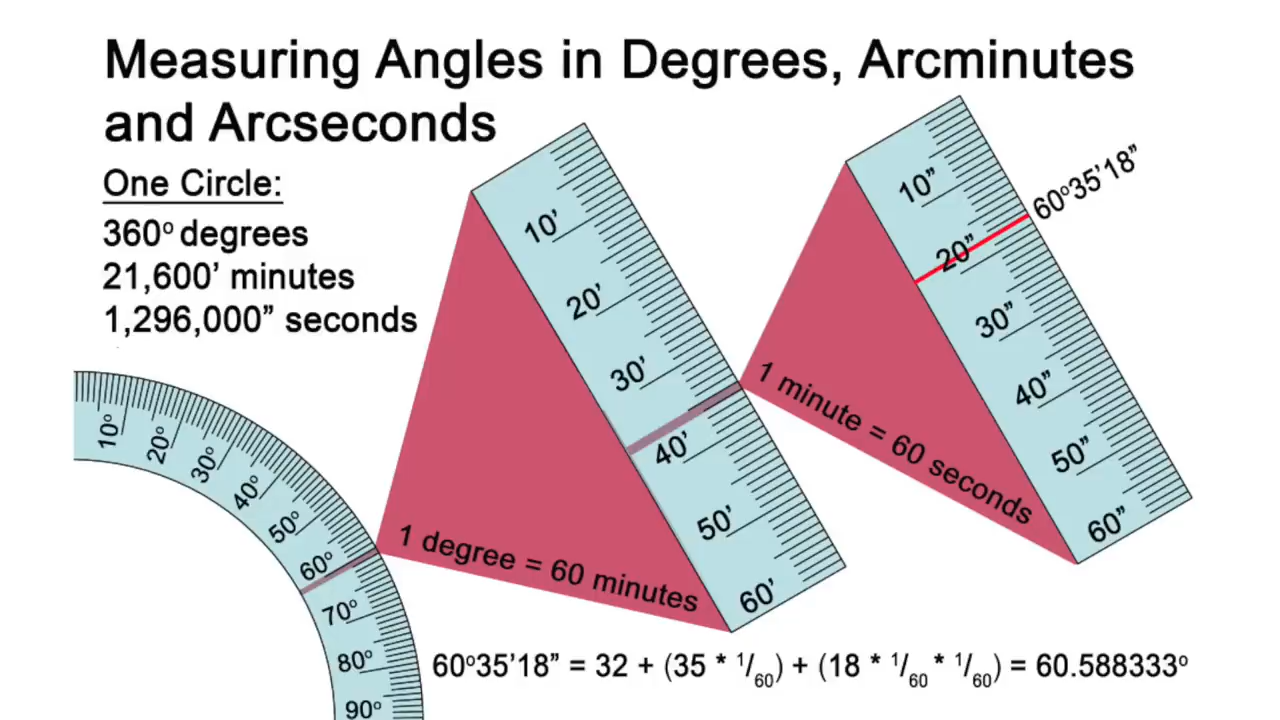 Measuring Angles in Degrees, Arcminutes
and Arcseconds
One Circle:
360° degrees
21,600’ minutes
1,296,000” seconds
10°
20°
30°
40°
50°
60°
70°
80°
90°
10’
20’
30’
40’
50’
60’
1 degree = 60 minutes
10”
20”
30”
40”
50”
60”
60°35’18”
1 minute = 60 seconds
60°35’18” = 32 + (35 * 1/60) + (18 * 1/60 * 1/60) = 60.588333°